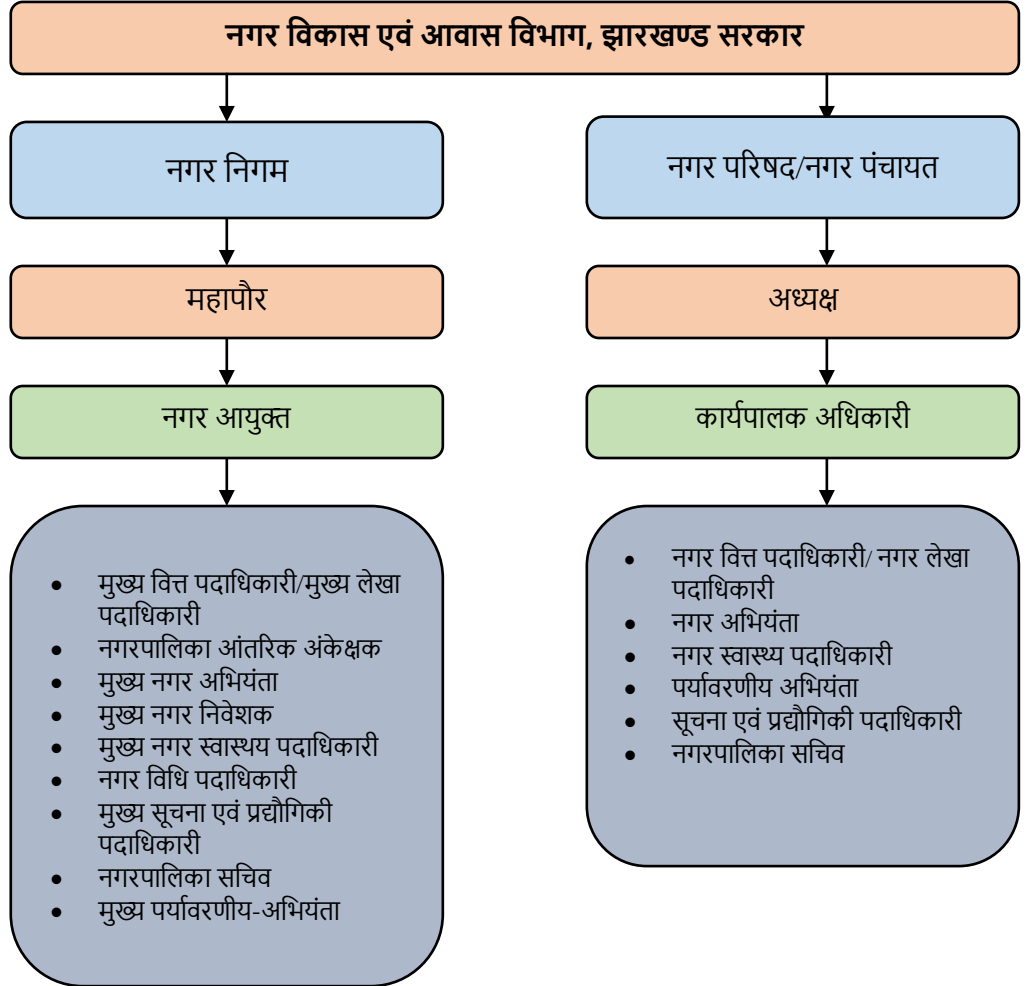 नगर विकास एवं आवास विभाग, झारखण्ड सरकार
नगर निगम
नगर परिषद/नगर पंचायत
महापौर
अध्यक्ष
नगर आयुक्त
कार्यपालक अधिकारी
• मुख्य वित्त पदाधिकारी/मुख्य लेखा
पदाधिकारी
• नगरपालिका आंतरिक अंकेक्षक
• मुख्य नगर अभियंता
• मुख्य नगर निवेशक
• मुख्य नगर स्वास्थय पदाधिकारी
• नगर विधि पदाधिकारी
• मुख्य सूचना एवं प्रद्यौगिकी
पदाधिकारी
• नगरपालिका सचिव
• मुख्य पर्यावरणीय-अभियंता
• नगर वित्त पदाधिकारी/ नगर लेखा
पदाधिकारी
• नगर अभियंता
• नगर स्वास्थ्य पदाधिकारी
• पर्यावरणीय अभियंता
• सूचना एवं प्रद्यौगिकी पदाधिकारी
• नगरपालिका सचिव